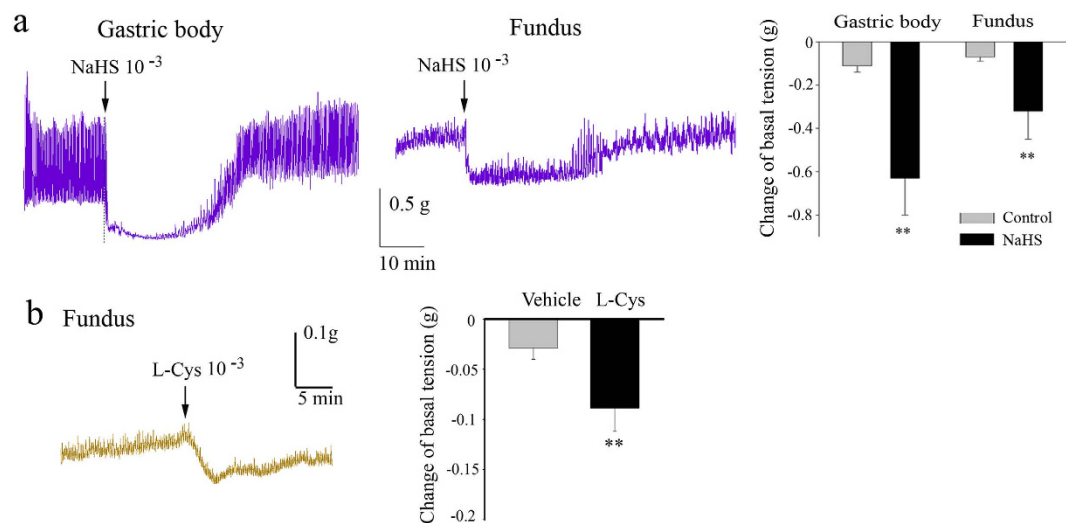 a
Gastric body
NaHS 10 -3
Fundus
NaHS 10 -3
0.5 g
10 min
Change of basal tension (g)
Gastric body Fundus
0
-0.2
-0.4
-0.6
-0.8
**
**
Control
NaHS
b
Fundus
L-Cys 10 -3
0.1g
5 min
Change of basal tension (g)
Vehicle L-Cys
0
-0.05
-0.1
-0.15
-0.2
**